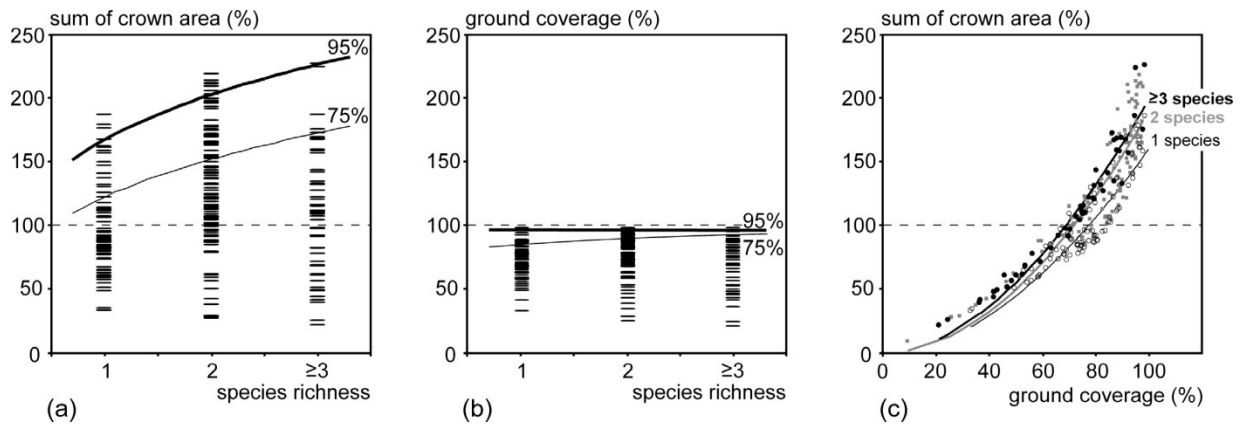 sum of crown area (%)
250
200
150
100
50
0
95%
75%
1
2
≥3
species richness
(a)
ground coverage (%)
250
200
150
100
50
0
95%
75%
1
2
≥3
species richness
(b)
sum of crown area (%)
250
200
150
100
50
0
≥3 species
2 species
1 species
0
20
40
60
80
100
120
ground coverage (%)
(c)